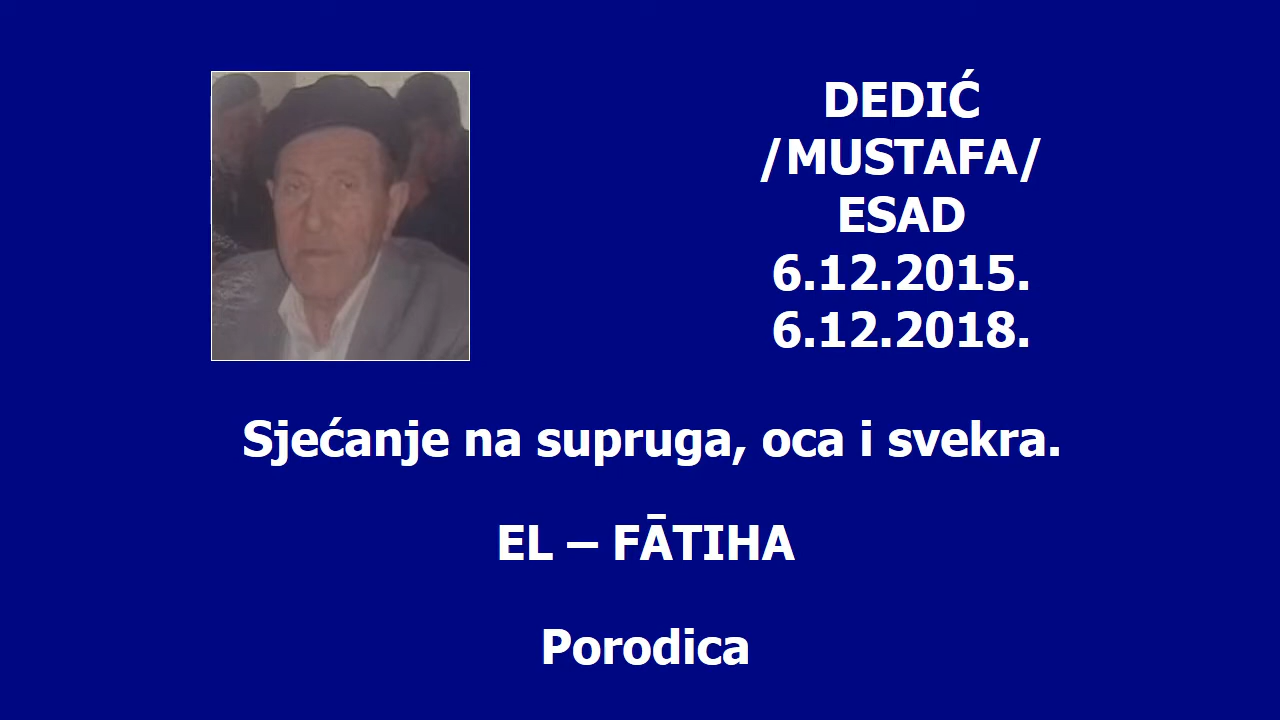 DEDIĆ
/MUSTAFA/
ESAD
6.12.2015.
6.12.2018.
Sjećanje na supruga, oca i svekra.
EL – FĀTIHA
Porodica